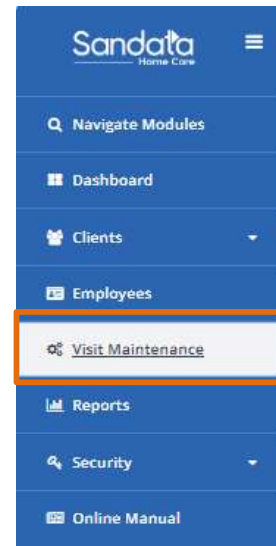 Sandata
Home Care
Navigate Modules
Dashboard
Clients
Employees
Visit Maintenance
Reports
Security
Online Manual